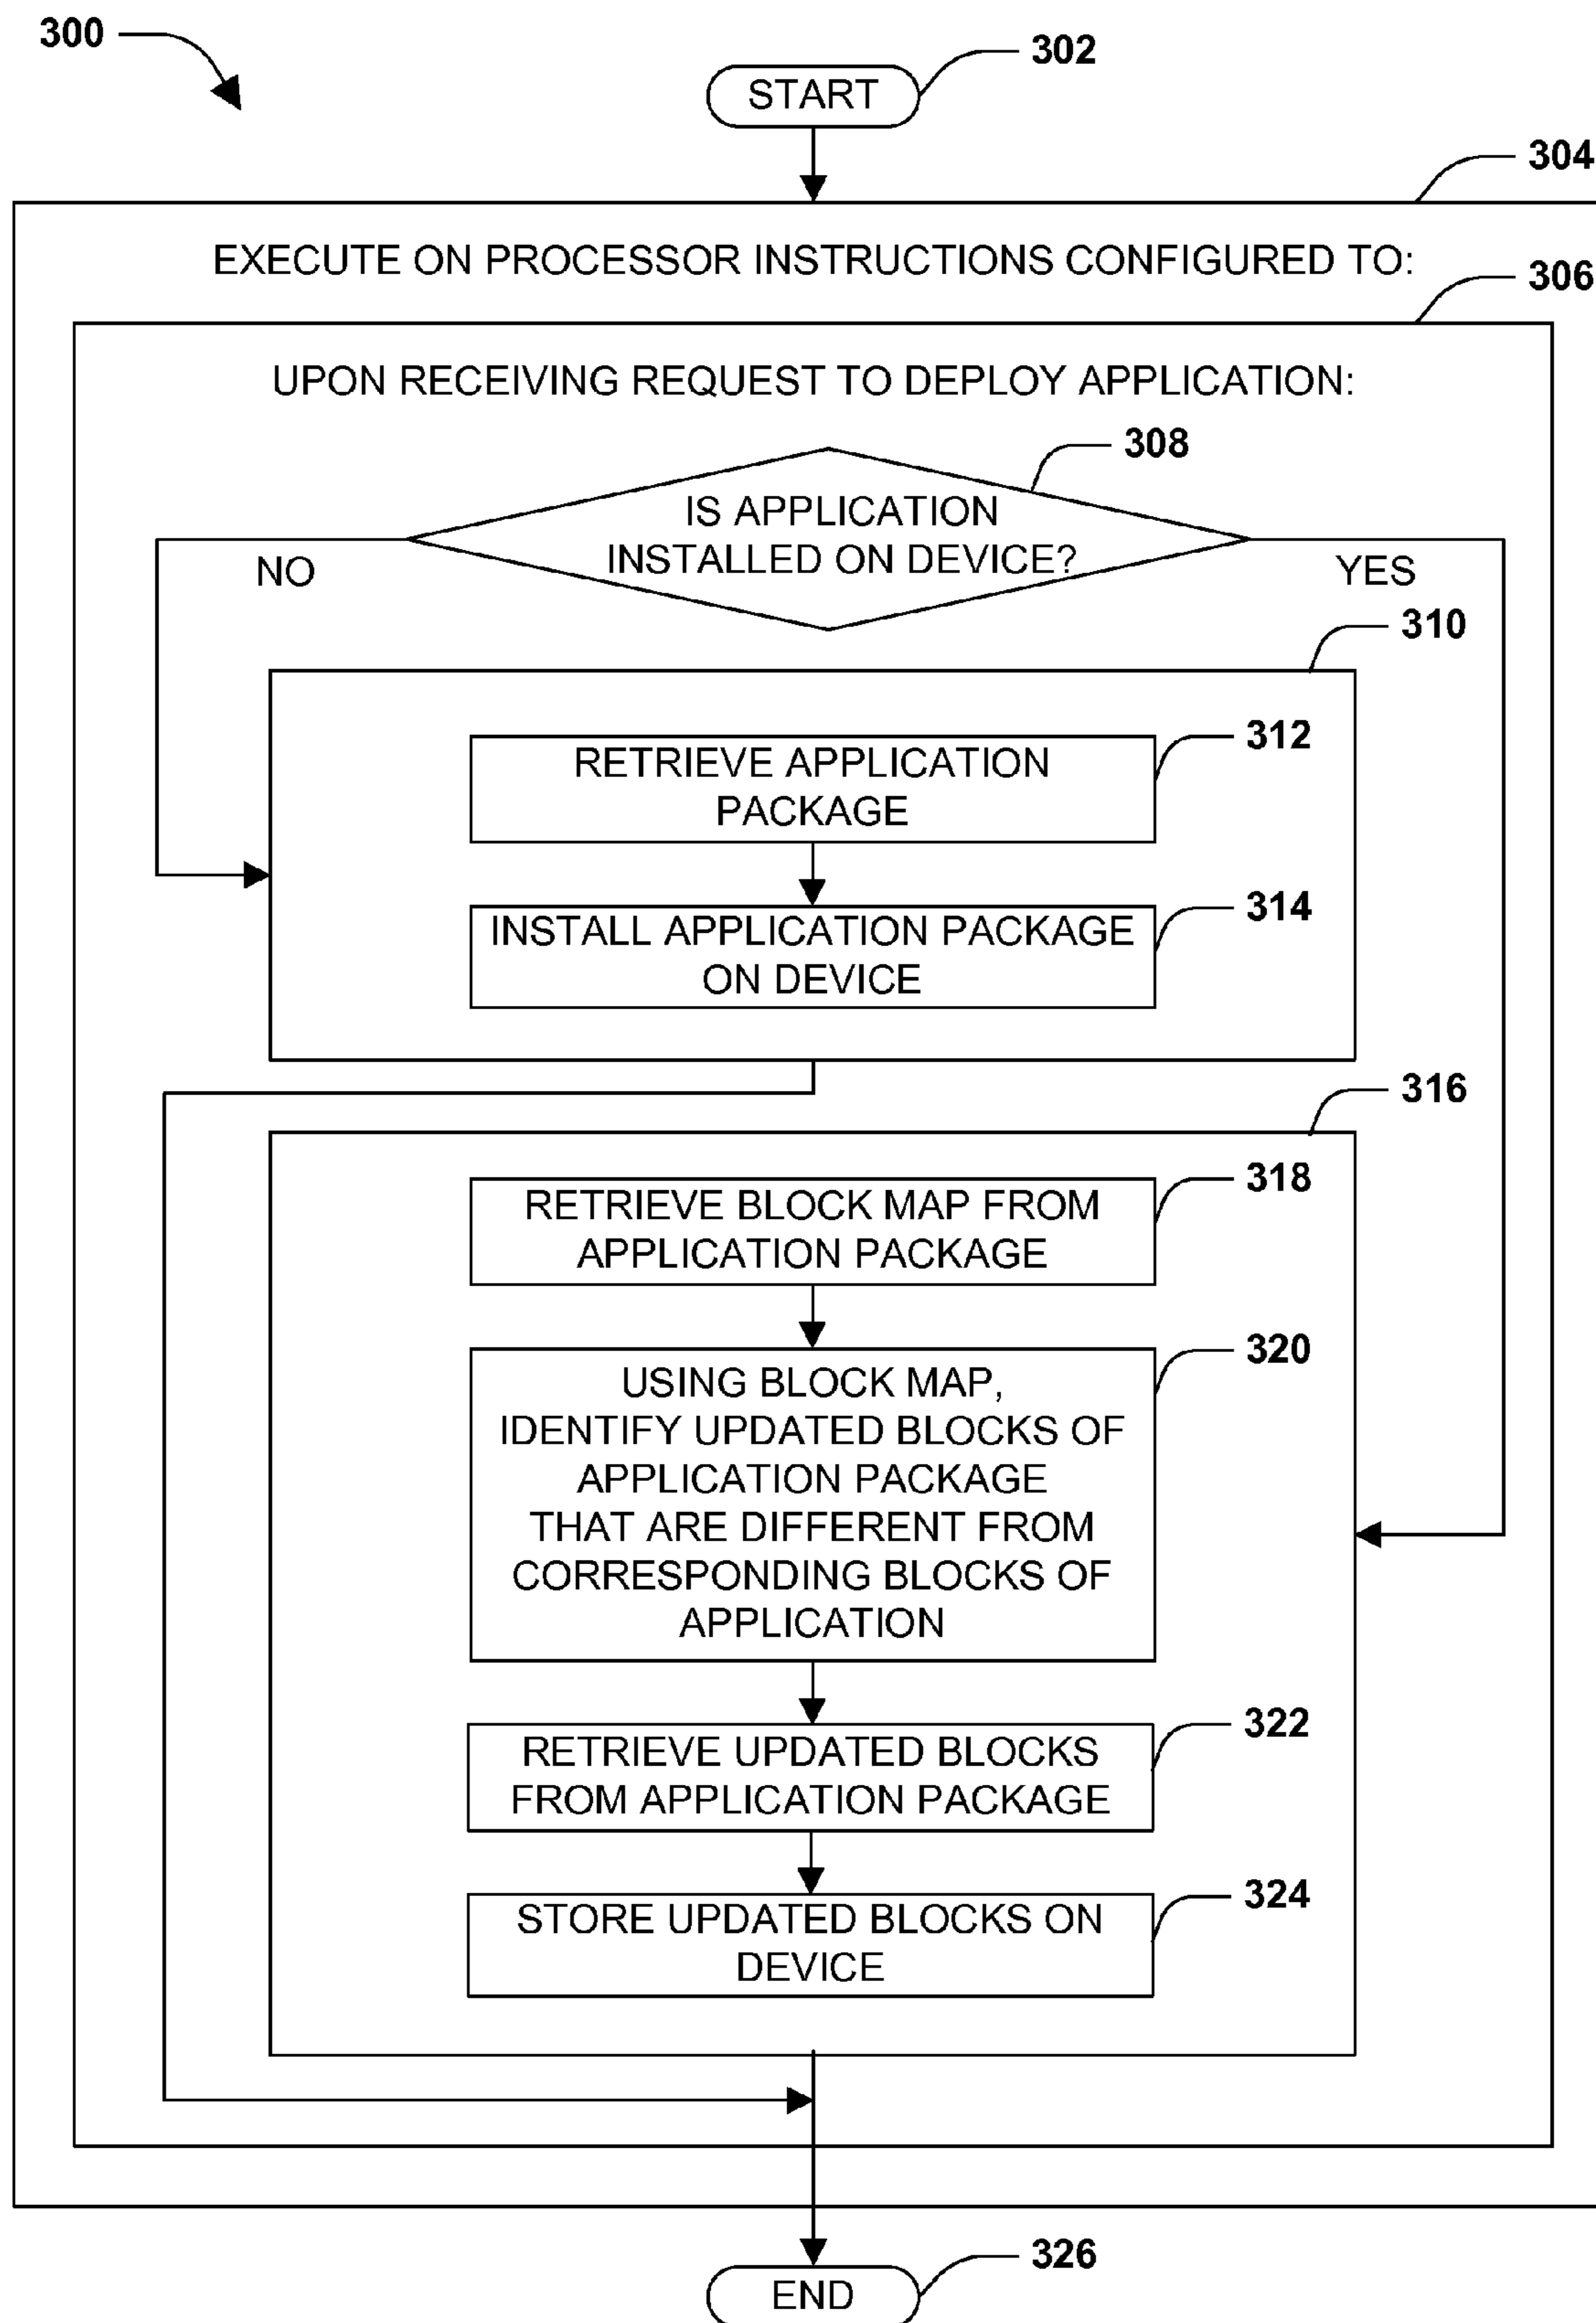 300
302
START
304
EXECUTE ON PROCESSOR INSTRUCTIONS CONFIGURED TO:
306
UPON RECEIVING REQUEST TO DEPLOY APPLICATION:
308
IS APPLICATION
INSTALLED ON DEVICE?
NO
YES
310
312
RETRIEVE APPLICATION
PACKAGE
314
INSTALL APPLICATION PACKAGE
ON DEVICE
316
318
RETRIEVE BLOCK MAP FROM
APPLICATION PACKAGE
320
USING BLOCK MAP,
IDENTIFY UPDATED BLOCKS OF
APPLICATION PACKAGE
THAT ARE DIFFERENT FROM
CORRESPONDING BLOCKS OF
APPLICATION
322
RETRIEVE UPDATED BLOCKS
FROM APPLICATION PACKAGE
324
STORE UPDATED BLOCKS ON
DEVICE
326
END